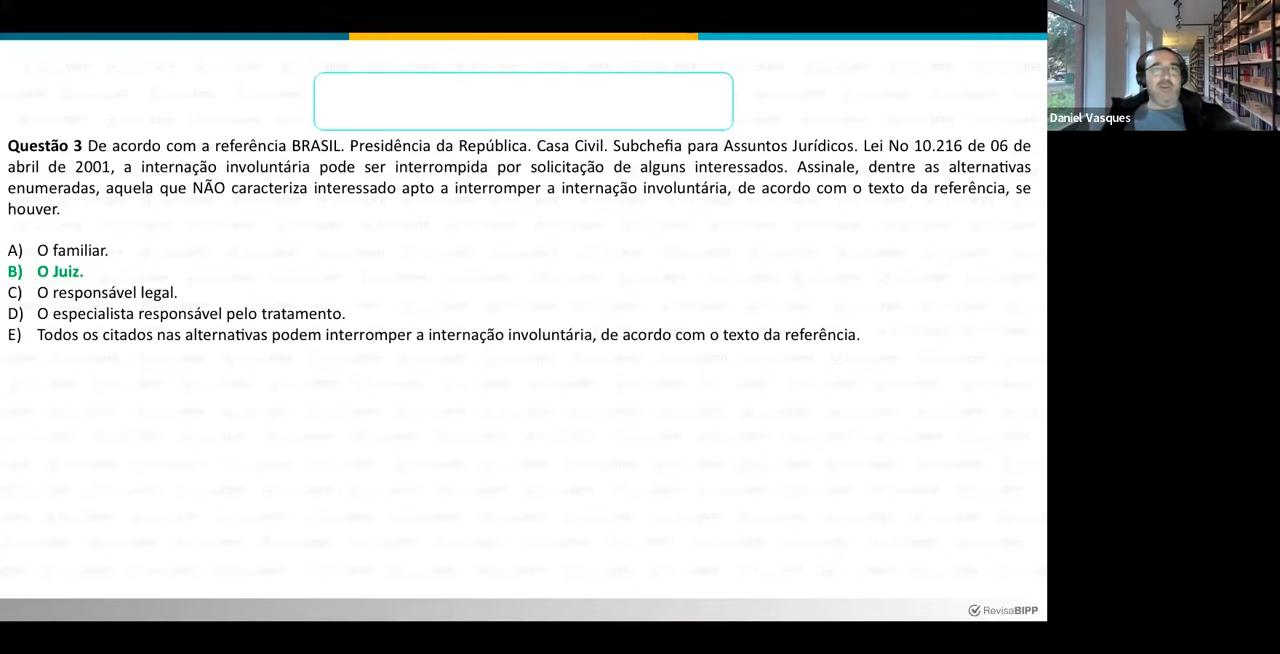 Daniel Vasques
Questão 3 De acordo com a referência BRASIL. Presidência da República. Casa Civil. Subchefia para Assuntos Jurídicos. Lei No 10.216 de 06 de
abril de 2001, a internação involuntária pode ser interrompida por solicitação de alguns interessados. Assinale, dentre as alternativas
enumeradas, aquela que NÃO caracteriza interessado apto a interromper a internação involuntária, de acordo com o texto da referência, se
houver.
A) O familiar.
B) O Juiz.
C) O responsável legal.
D) O especialista responsável pelo tratamento.
E) Todos os citados nas alternativas podem interromper a internação involuntária, de acordo com o texto da referência.
RevisaBIPP